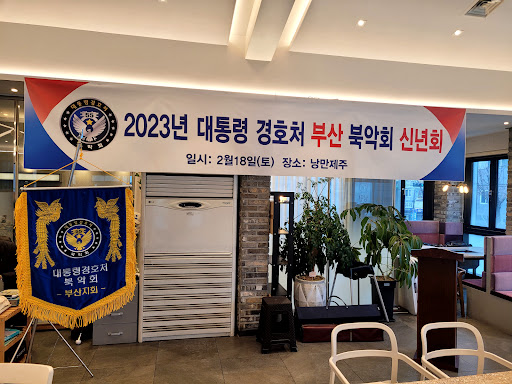 2023년 대통령 경호처 부산 북악회 신년회
일시: 2월18일(토) 장소: 낭만제주
대통령경호처
북악회
- 부산지회 -